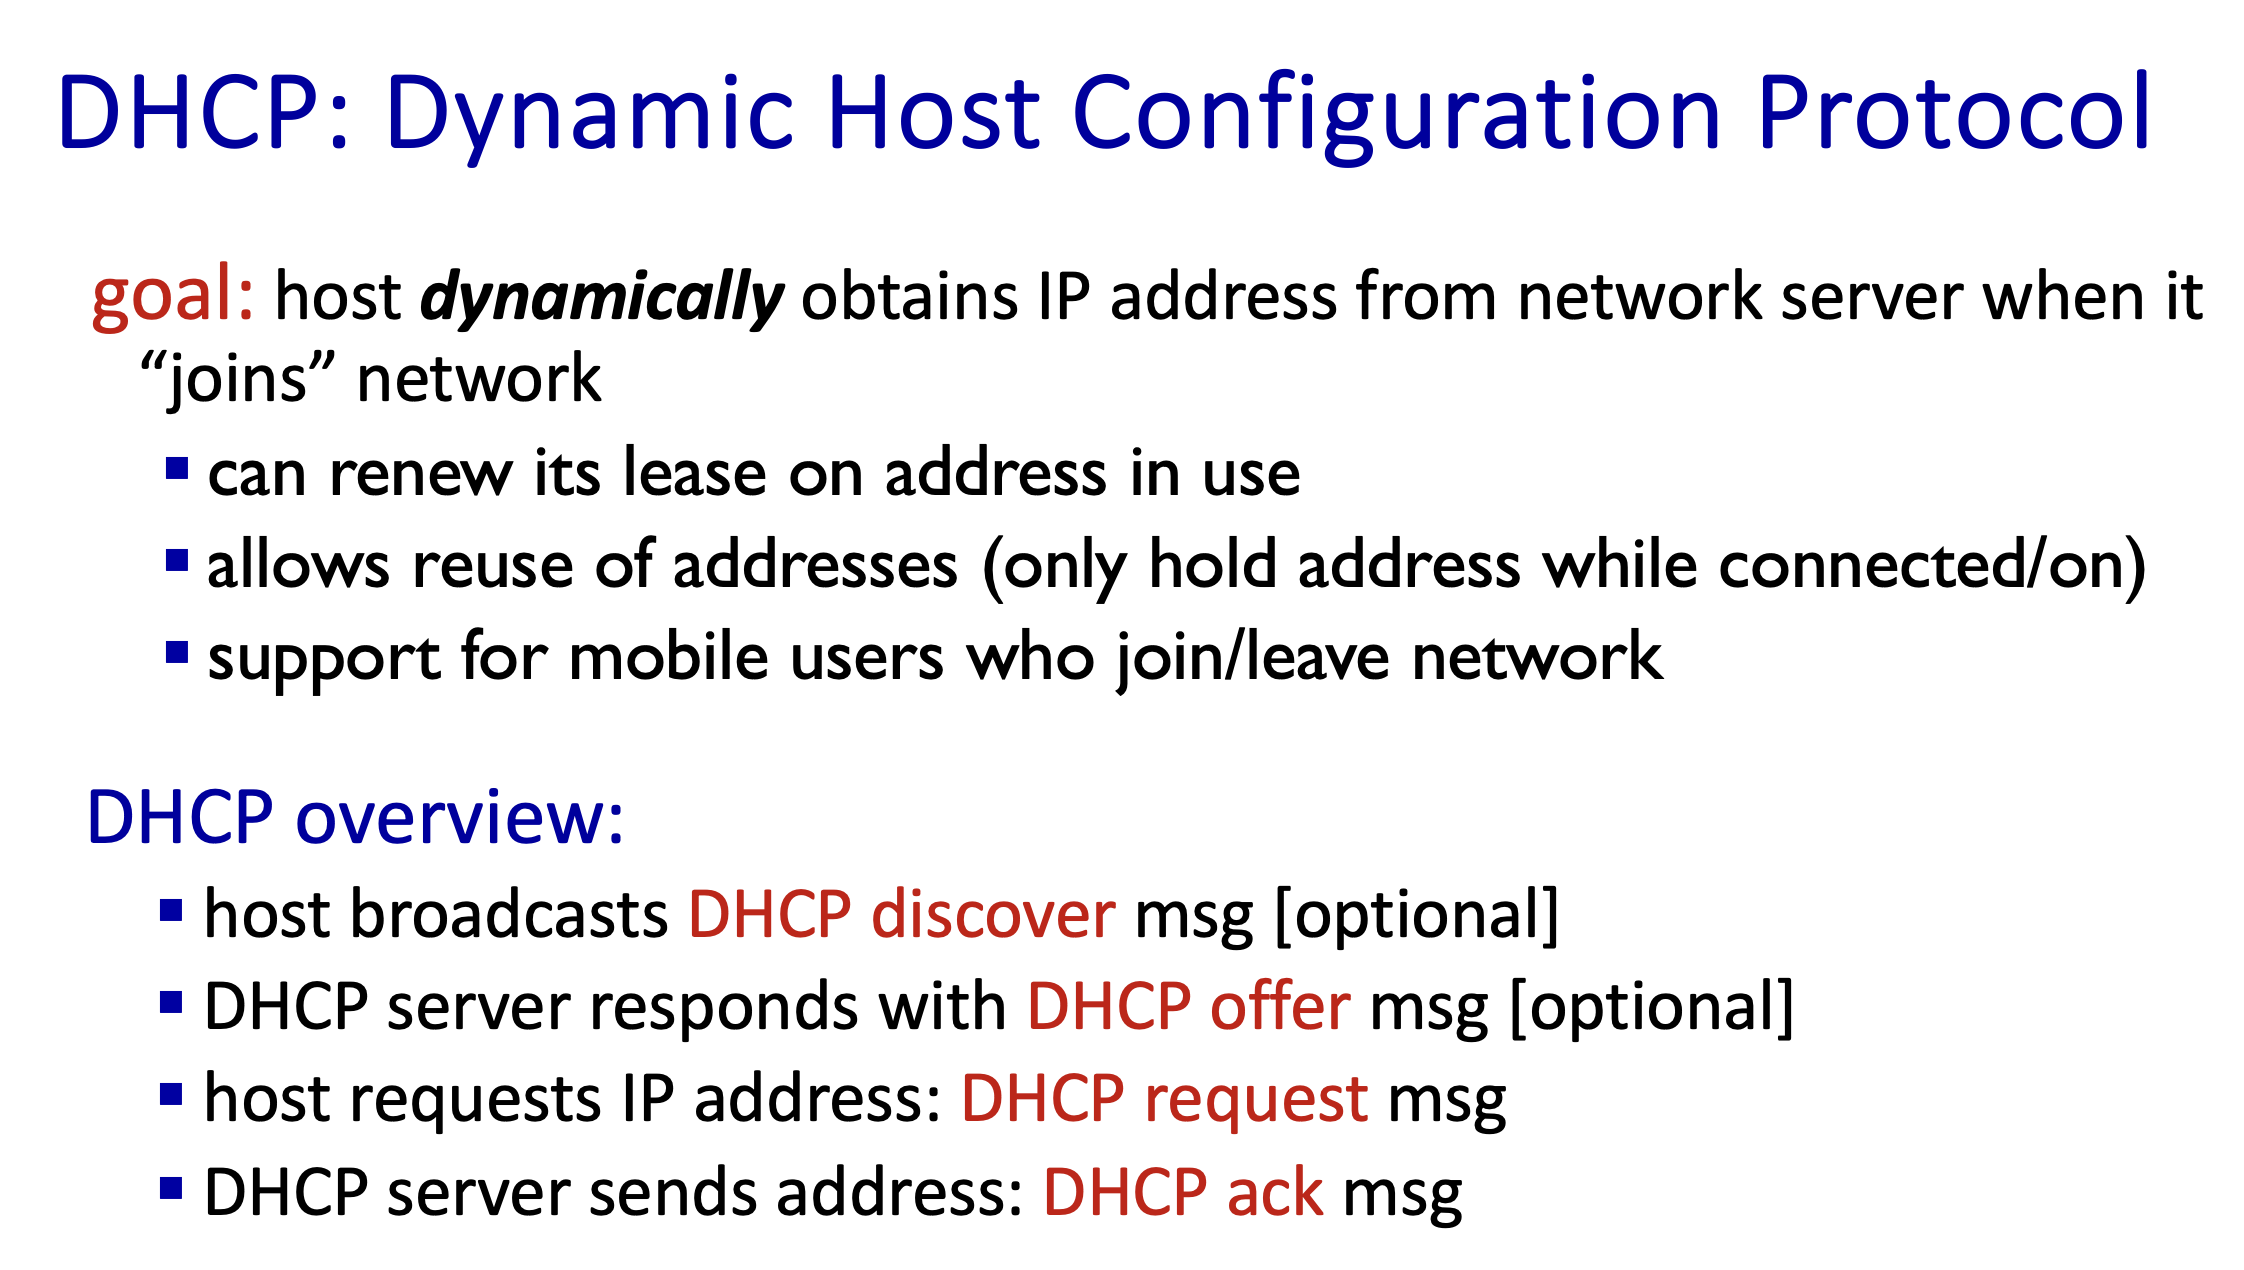 DHCP: Dynamic Host Configuration Protocol
goal: host dynamically obtains IP address from network server when it
“joins” network
▪ can renew its lease on address in use
▪ allows reuse of addresses (only hold address while connected/on)
▪ support for mobile users who join/leave network
DHCP overview:
▪ host broadcasts DHCP discover msg [optional]
▪ DHCP server responds with DHCP offer msg [optional]
▪ host requests IP address: DHCP request msg
▪ DHCP server sends address: DHCP ack msg